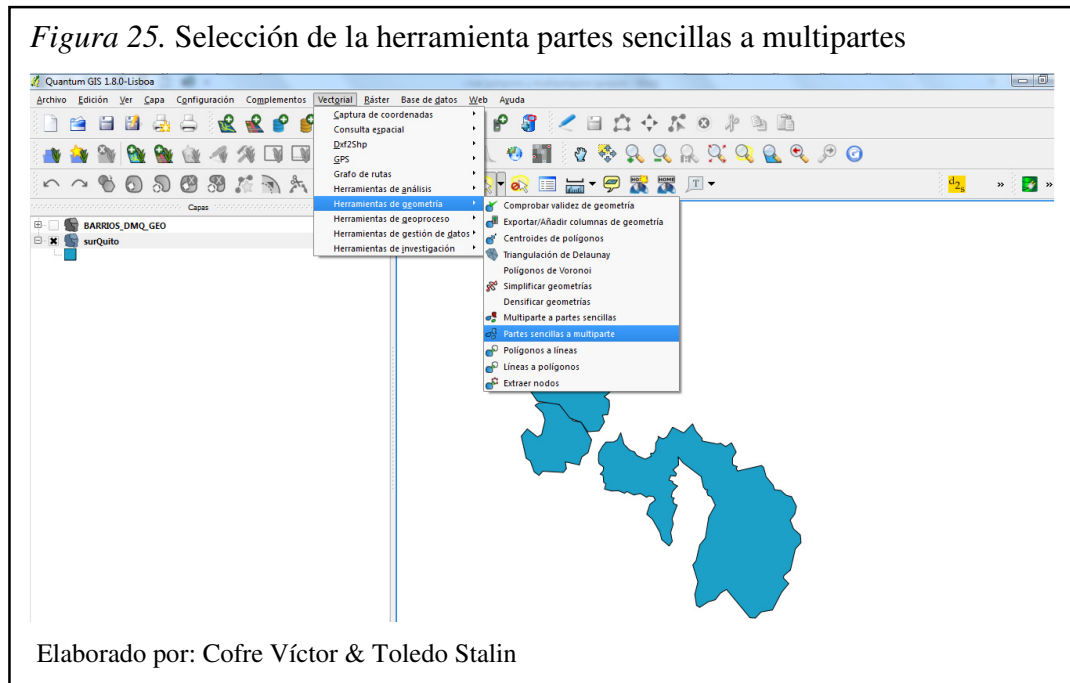 Figura 25. Selección de la herramienta partes sencillas a multipartes
Quantum GIS 1.8.0-Lisboa
Archivo Edición Ver Capa Configuración Complementos Vectorial Ráster Base de datos Web Ayuda
Captura de coordenadas
Consulta espacial
Dxf2Shp
GPS
Grafo de rutas
Herramientas de análisis
Herramientas de geometría
Herramientas de geoproceso
Herramientas de gestión de datos
Herramientas de investigación
Comprobar validez de geometría
Exportar/Añadir columnas de geometría
Centroides de polígonos
Triangulación de Delaunay
Polígonos de Voronoi
Simplificar geometrías
Densificar geometrías
Multiparte a partes sencillas
Partes sencillas a multiparte
Polígonos a líneas
Líneas a polígonos
Extraer nodos
Capas
BARRIOS_DMQ_GEO
surQuito
Elaborado por: Cofre Víctor & Toledo Stalin